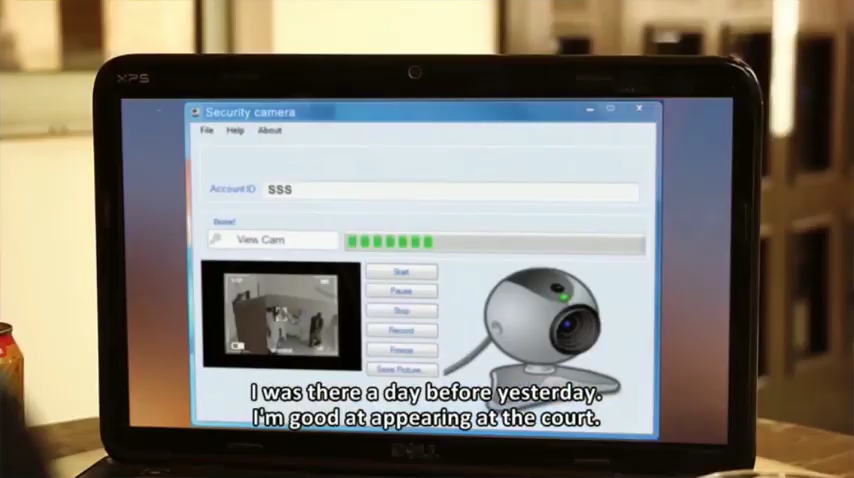 XPS
Security camera
File Help About
Account ID SSS
Done!
View Cam
Start
Pause
Stop
Record
Freeze
Save Picture...
I was there a day before yesterday.
I'm good at appearing at the court.
DELL